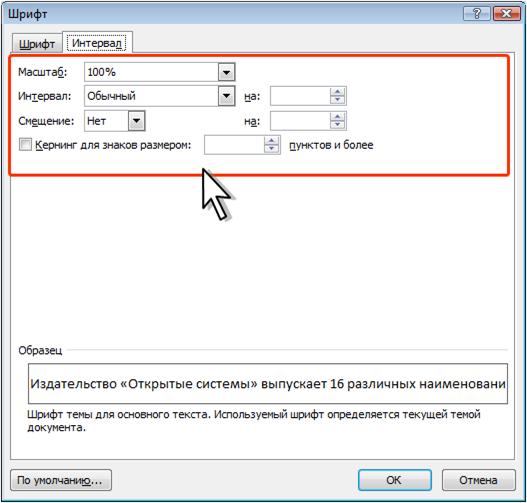 Шрифт
Шрифт Интервал
Масштаб: 100%
Интервал: Обычный на:
Смещение: Нет на:
Кернинг для знаков размером: пунктов и более
Образец
Издательство «Открытые системы» выпускает 16 различных наименовани
Шрифт темы для основного текста. Используемый шрифт определяется текущей темой
документа.
По умолчанию... ОК Отмена